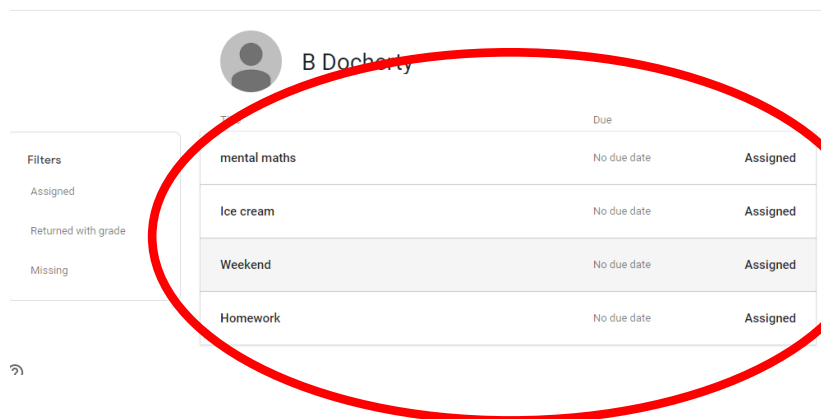 B Docherty
Title Due
Filters
mental maths No due date Assigned
Assigned
Ice cream No due date Assigned
Returned with grade
Weekend No due date Assigned
Missing
Homework No due date Assigned